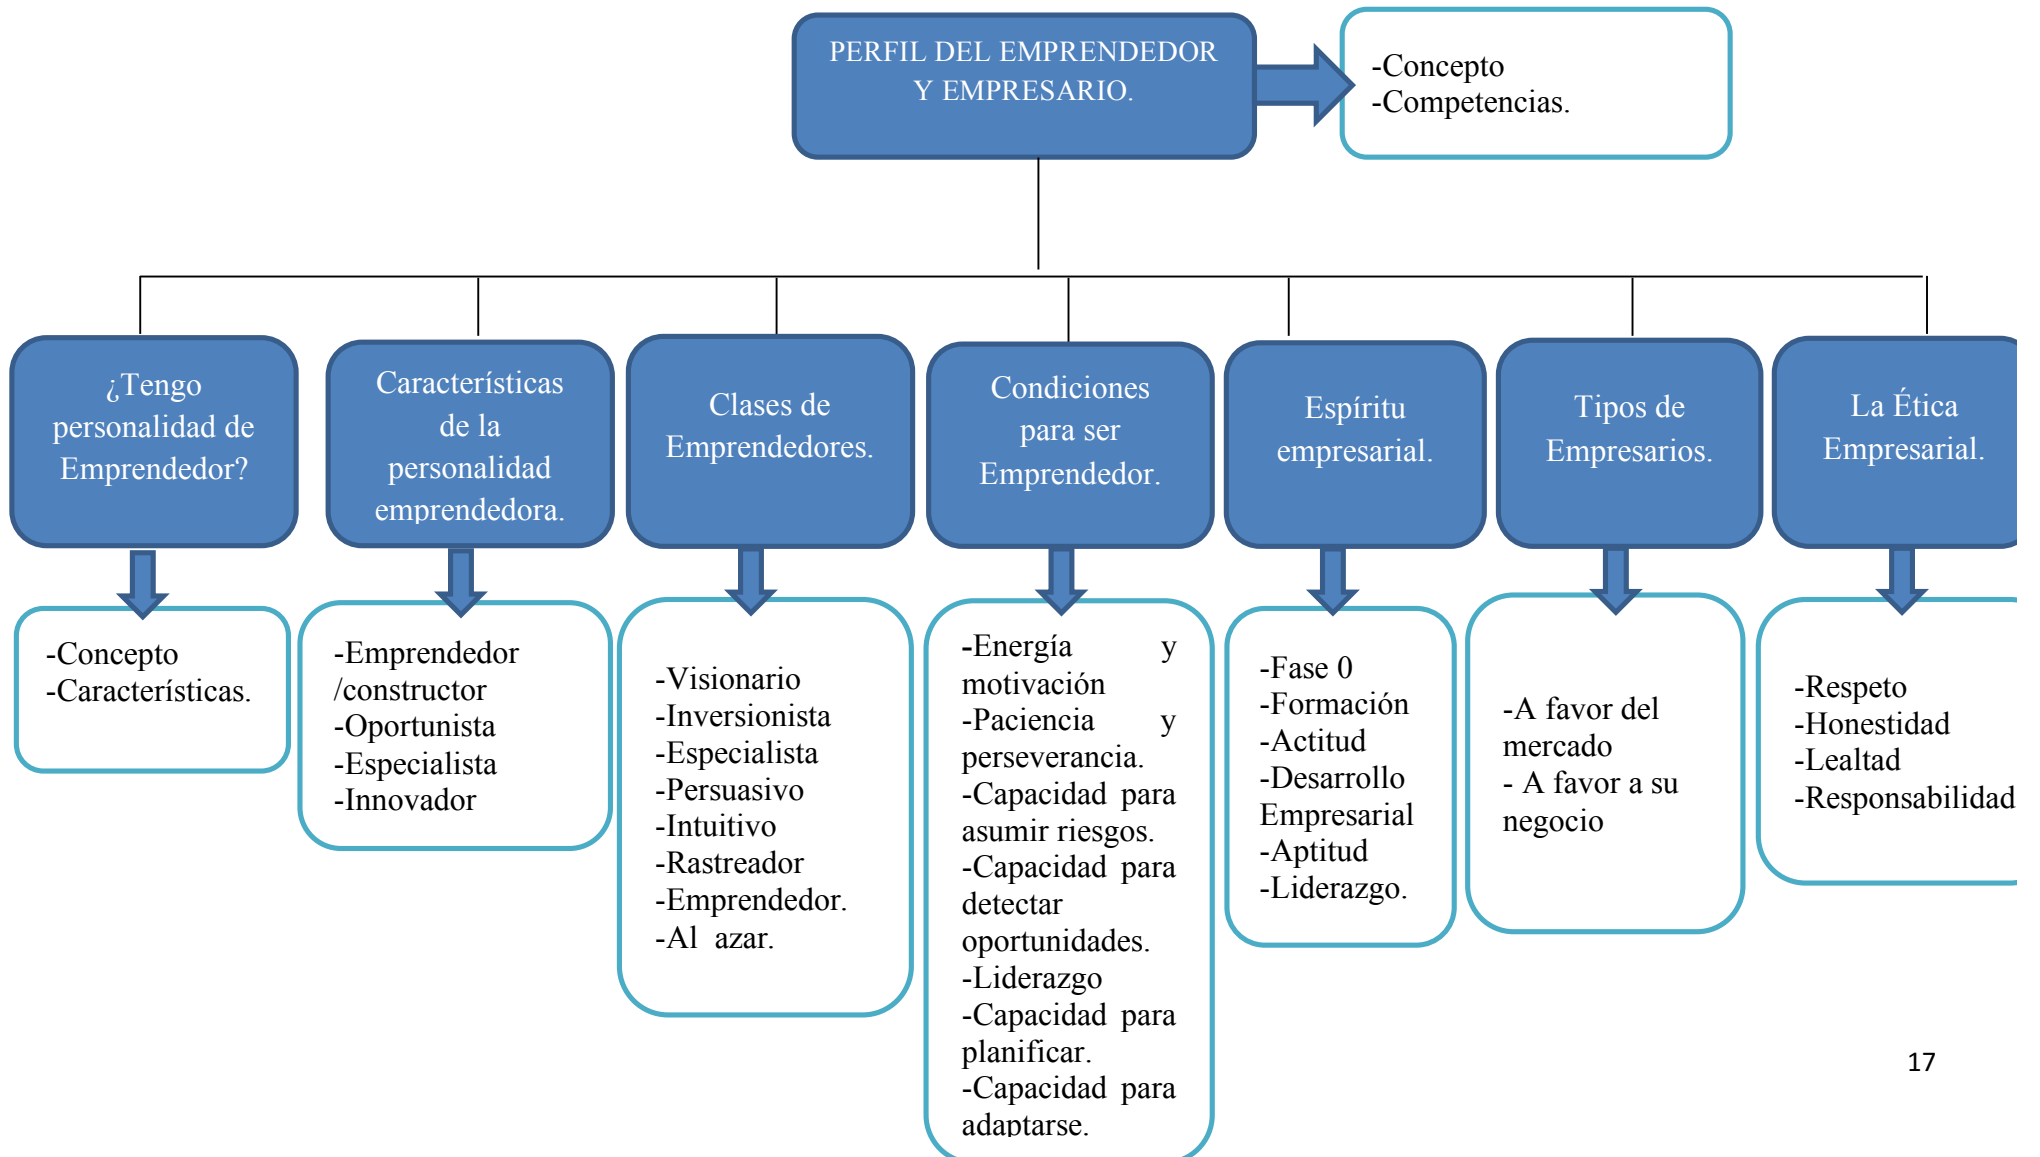 PERFIL DEL EMPRENDEDOR
Y EMPRESARIO.
-Concepto
-Competencias.
¿Tengo
personalidad de
Emprendedor?
Características
de la
personalidad
emprendedora.
Clases de
Emprendedores.
Condiciones
para ser
Emprendedor.
Espíritu
empresarial.
Tipos de
Empresarios.
La Ética
Empresarial.
-Concepto
-Características.
-Emprendedor
/constructor
-Oportunista
-Especialista
-Innovador
-Visionario
-Inversionista
-Especialista
-Persuasivo
-Intuitivo
-Rastreador
-Emprendedor.
-Al azar.
-Energía y
motivación
-Paciencia y
perseverancia.
-Capacidad para
asumir riesgos.
-Capacidad para
detectar
oportunidades.
-Liderazgo
-Capacidad para
planificar.
-Capacidad para
adaptarse.
-Fase 0
-Formación
-Actitud
-Desarrollo
Empresarial
-Aptitud
-Liderazgo.
-A favor del
mercado
- A favor a su
negocio
-Respeto
-Honestidad
-Lealtad
-Responsabilidad
17